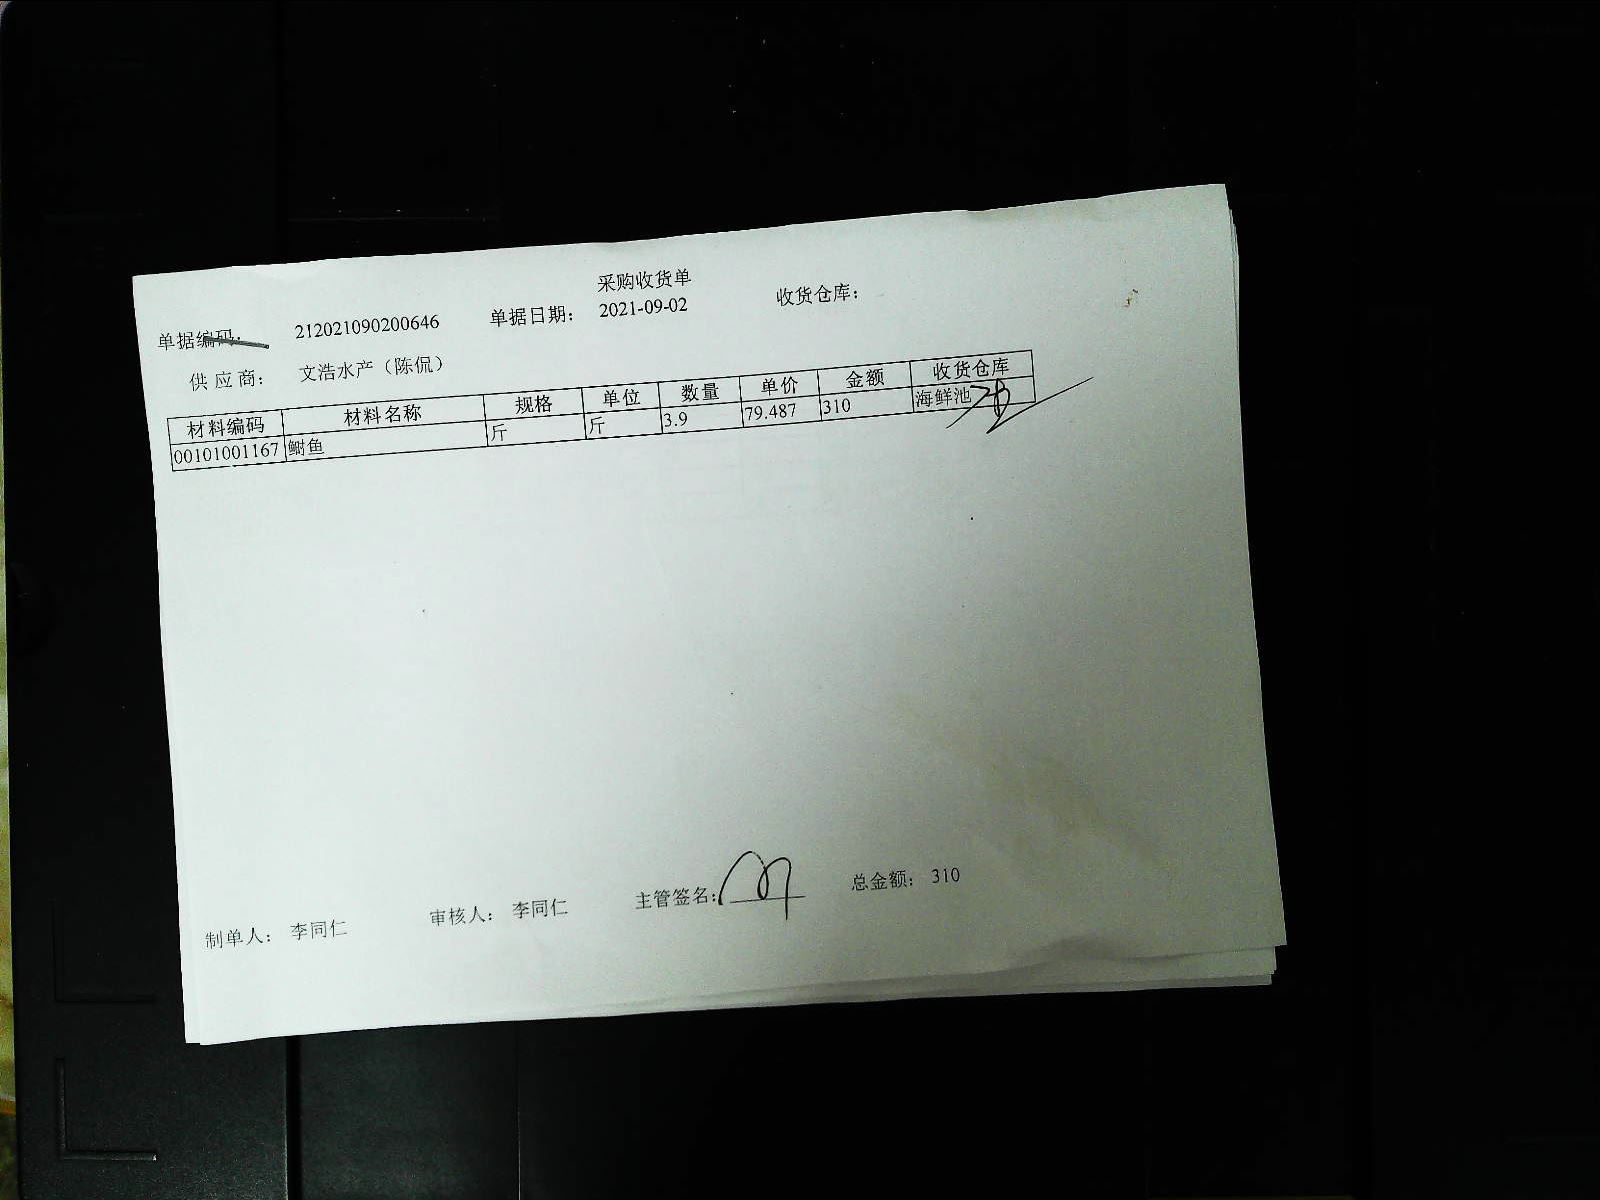 采购收货单
单据编码： 212021090200646 单据日期： 2021-09-02 收货仓库：
供应商： 文浩水产（陈侃）
材料编码 材料名称 规格 单位 数量 单价 金额 收货仓库
00101001167 鲥鱼 斤 斤 3.9 79.487 310 海鲜池
制单人： 李同仁 审核人： 李同仁 主管签名： 总金额： 310